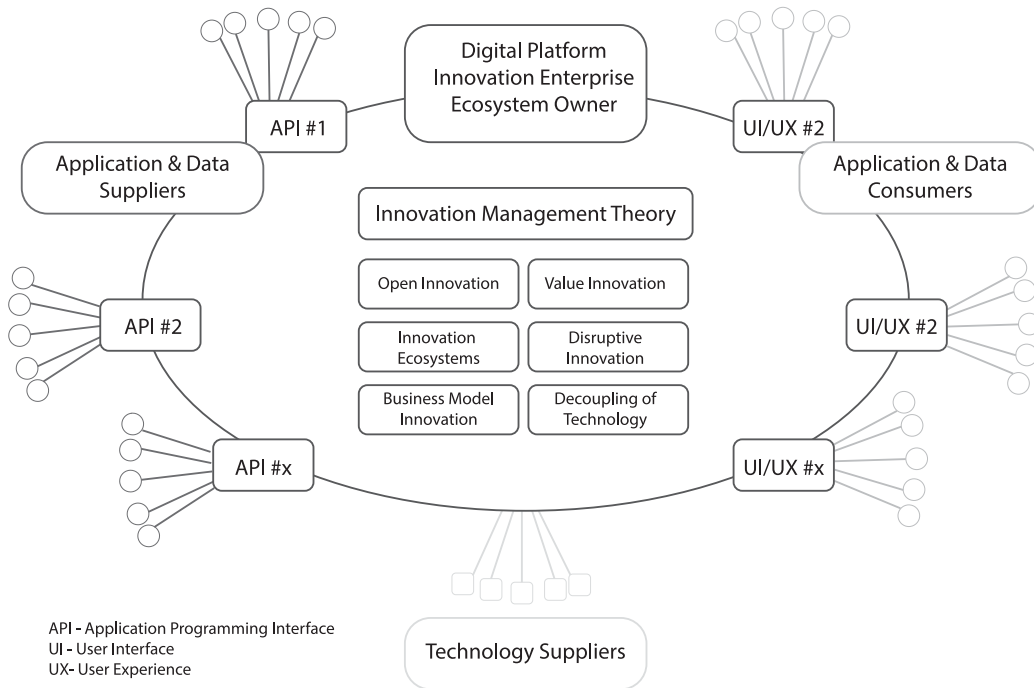 Digital Platform
Innovation Enterprise
Ecosystem Owner
API #1
UI/UX #2
Application & Data
Suppliers
Application & Data
Consumers
Innovation Management Theory
Open Innovation
Value Innovation
API #2
UI/UX #2
Innovation
Ecosystems
Disruptive
Innovation
Business Model
Innovation
Decoupling of
Technology
API #x
UI/UX #x
Technology Suppliers
API - Application Programming Interface
UI - User Interface
UX- User Experience